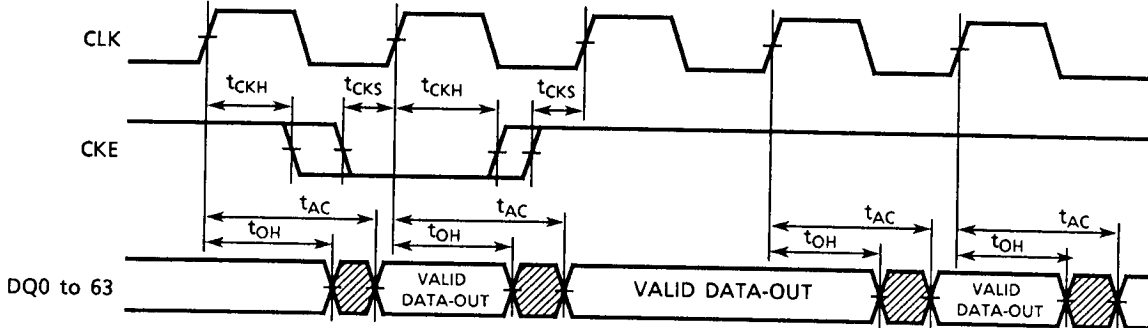 CLK
tCKH tCKS tCKH tCKS
CKE
tAC tAC tAC tAC
tOH tOH tOH tOH
DQ0 to 63
VALID DATA-OUT
VALID DATA-OUT
VALID DATA-OUT